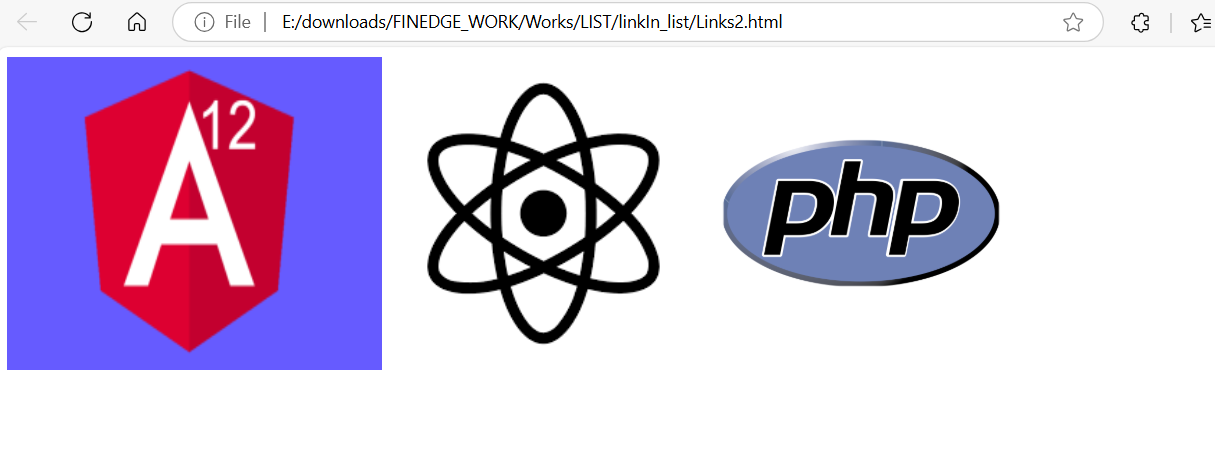 File | E:/downloads/FINEDGE_WORK/Works/LIST/linkIn_list/Links2.html
A 12
php